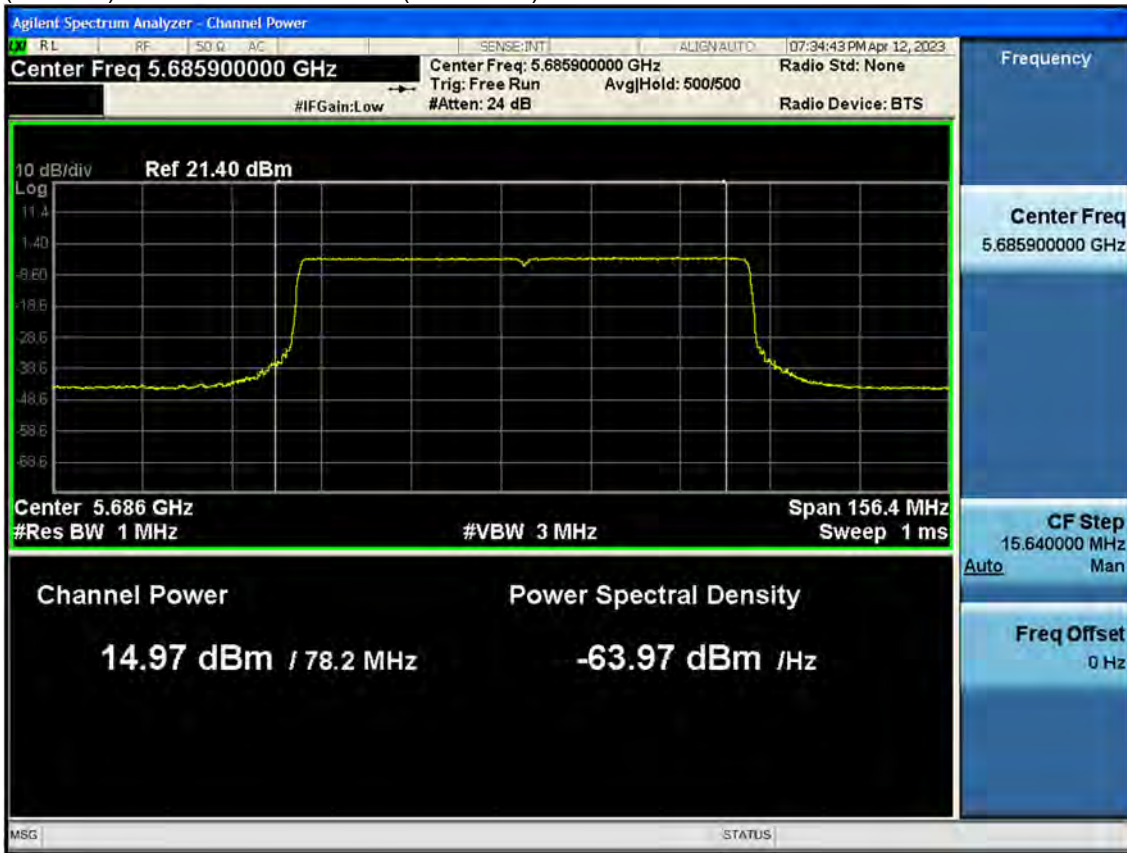 Agilent Spectrum Analyzer - Channel Power
LXI RL RF 50 Ω AC SENSE:INT ALIGN AUTO 07:34:43 PM Apr 12, 2023
Center Freq 5.685900000 GHz
Center Freq: 5.685900000 GHz
Radio Std: None
Trig: Free Run Avg|Hold: 500/500
#IFGain:Low
#Atten: 24 dB
Radio Device: BTS
10 dB/div Ref 21.40 dBm
Log
11.4
1.40
-8.60
-18.6
-28.6
-38.6
-48.6
-58.6
-68.6
Center 5.686 GHz Span 156.4 MHz
#Res BW 1 MHz #VBW 3 MHz Sweep 1 ms
Channel Power
Power Spectral Density
14.97 dBm / 78.2 MHz
-63.97 dBm /Hz
MSG STATUS
Frequency
Center Freq
5.685900000 GHz
CF Step
15.640000 MHz
Auto Man
Freq Offset
0 Hz